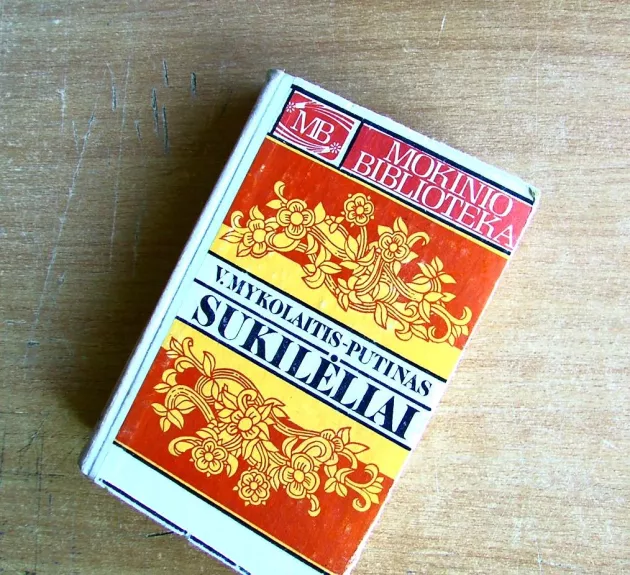 MB
MOKINIO
BIBLIOTEKA
V.MYKOLAITIS-PUTINAS
SUKILĖLIAI